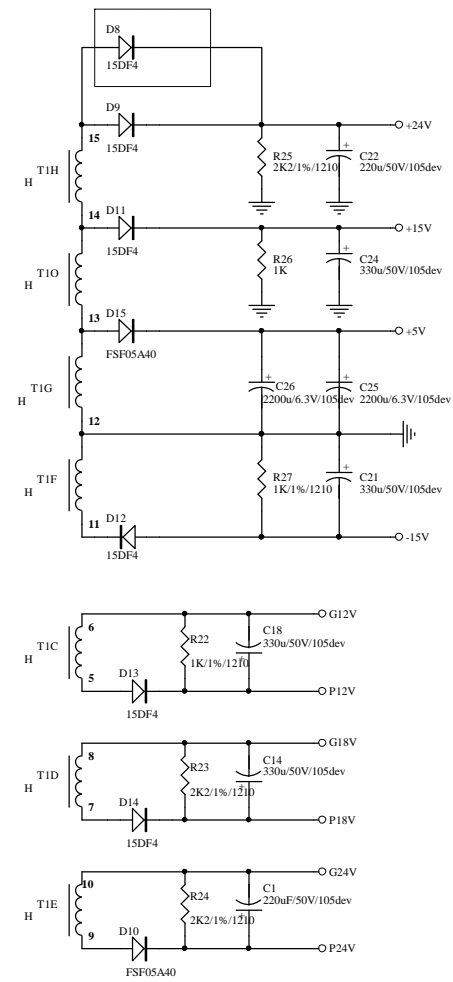 D8
15DF4
D9
15DF4
+24V
15
R25
2K2/1%/1210
+
C22
220u/50V/105dev
T1H
H
14
D11
15DF4
+15V
R26
1K
+
C24
330u/50V/105dev
T1O
H
13
D15
FSF05A40
+5V
+
C26
2200u/6.3V/105dev
+
C25
2200u/6.3V/105dev
T1G
H
12
R27
1K/1%/1210
+
C21
330u/50V/105dev
T1F
H
11
D12
15DF4
-15V
G12V
6
R22
1K/1%/1210
C18
330u/50V/105dev
+
T1C
H
5
D13
15DF4
P12V
G18V
8
R23
2K2/1%/1210
C14
330u/50V/105dev
+
T1D
H
7
D14
15DF4
P18V
G24V
10
R24
2K2/1%/1210
C1
220uF/50V/105dev
+
T1E
H
9
D10
FSF05A40
P24V